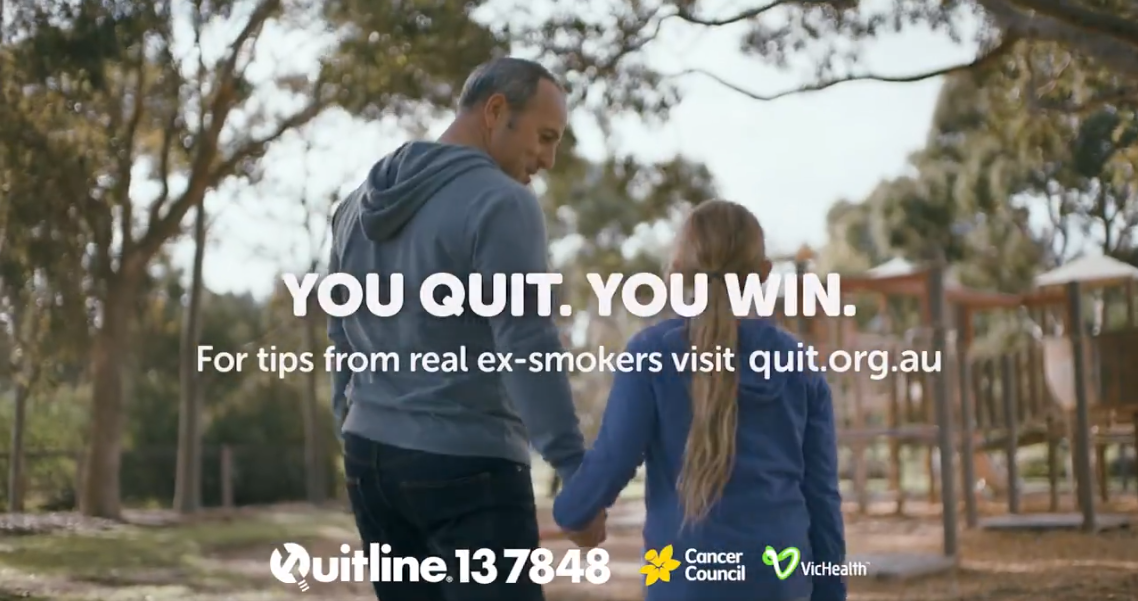 YOU QUIT. YOU WIN.
For tips from real ex-smokers visit quit.org.au
Quitline® 13 7848
Cancer
Council
VicHealth™